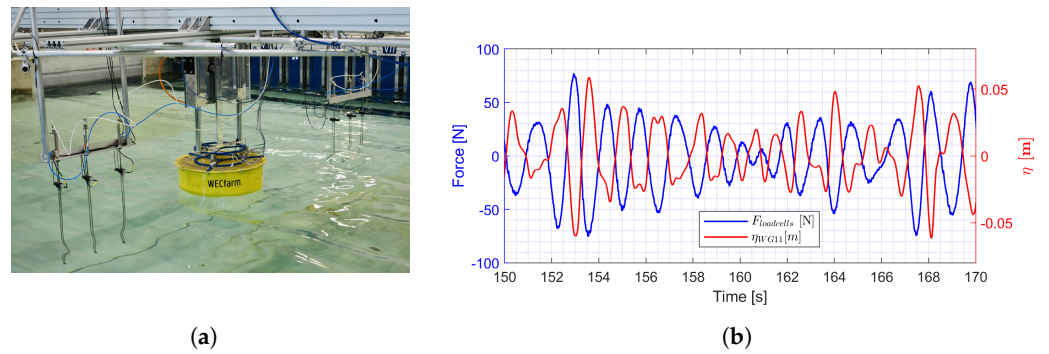 WECfarm
100
50
0
-50
-100
Force [N]
0.05
0
-0.05
η [m]
F_loadcells [N]
η_WG11[m]
150 152 154 156 158 160 162 164 166 168 170
Time [s]
(a) (b)